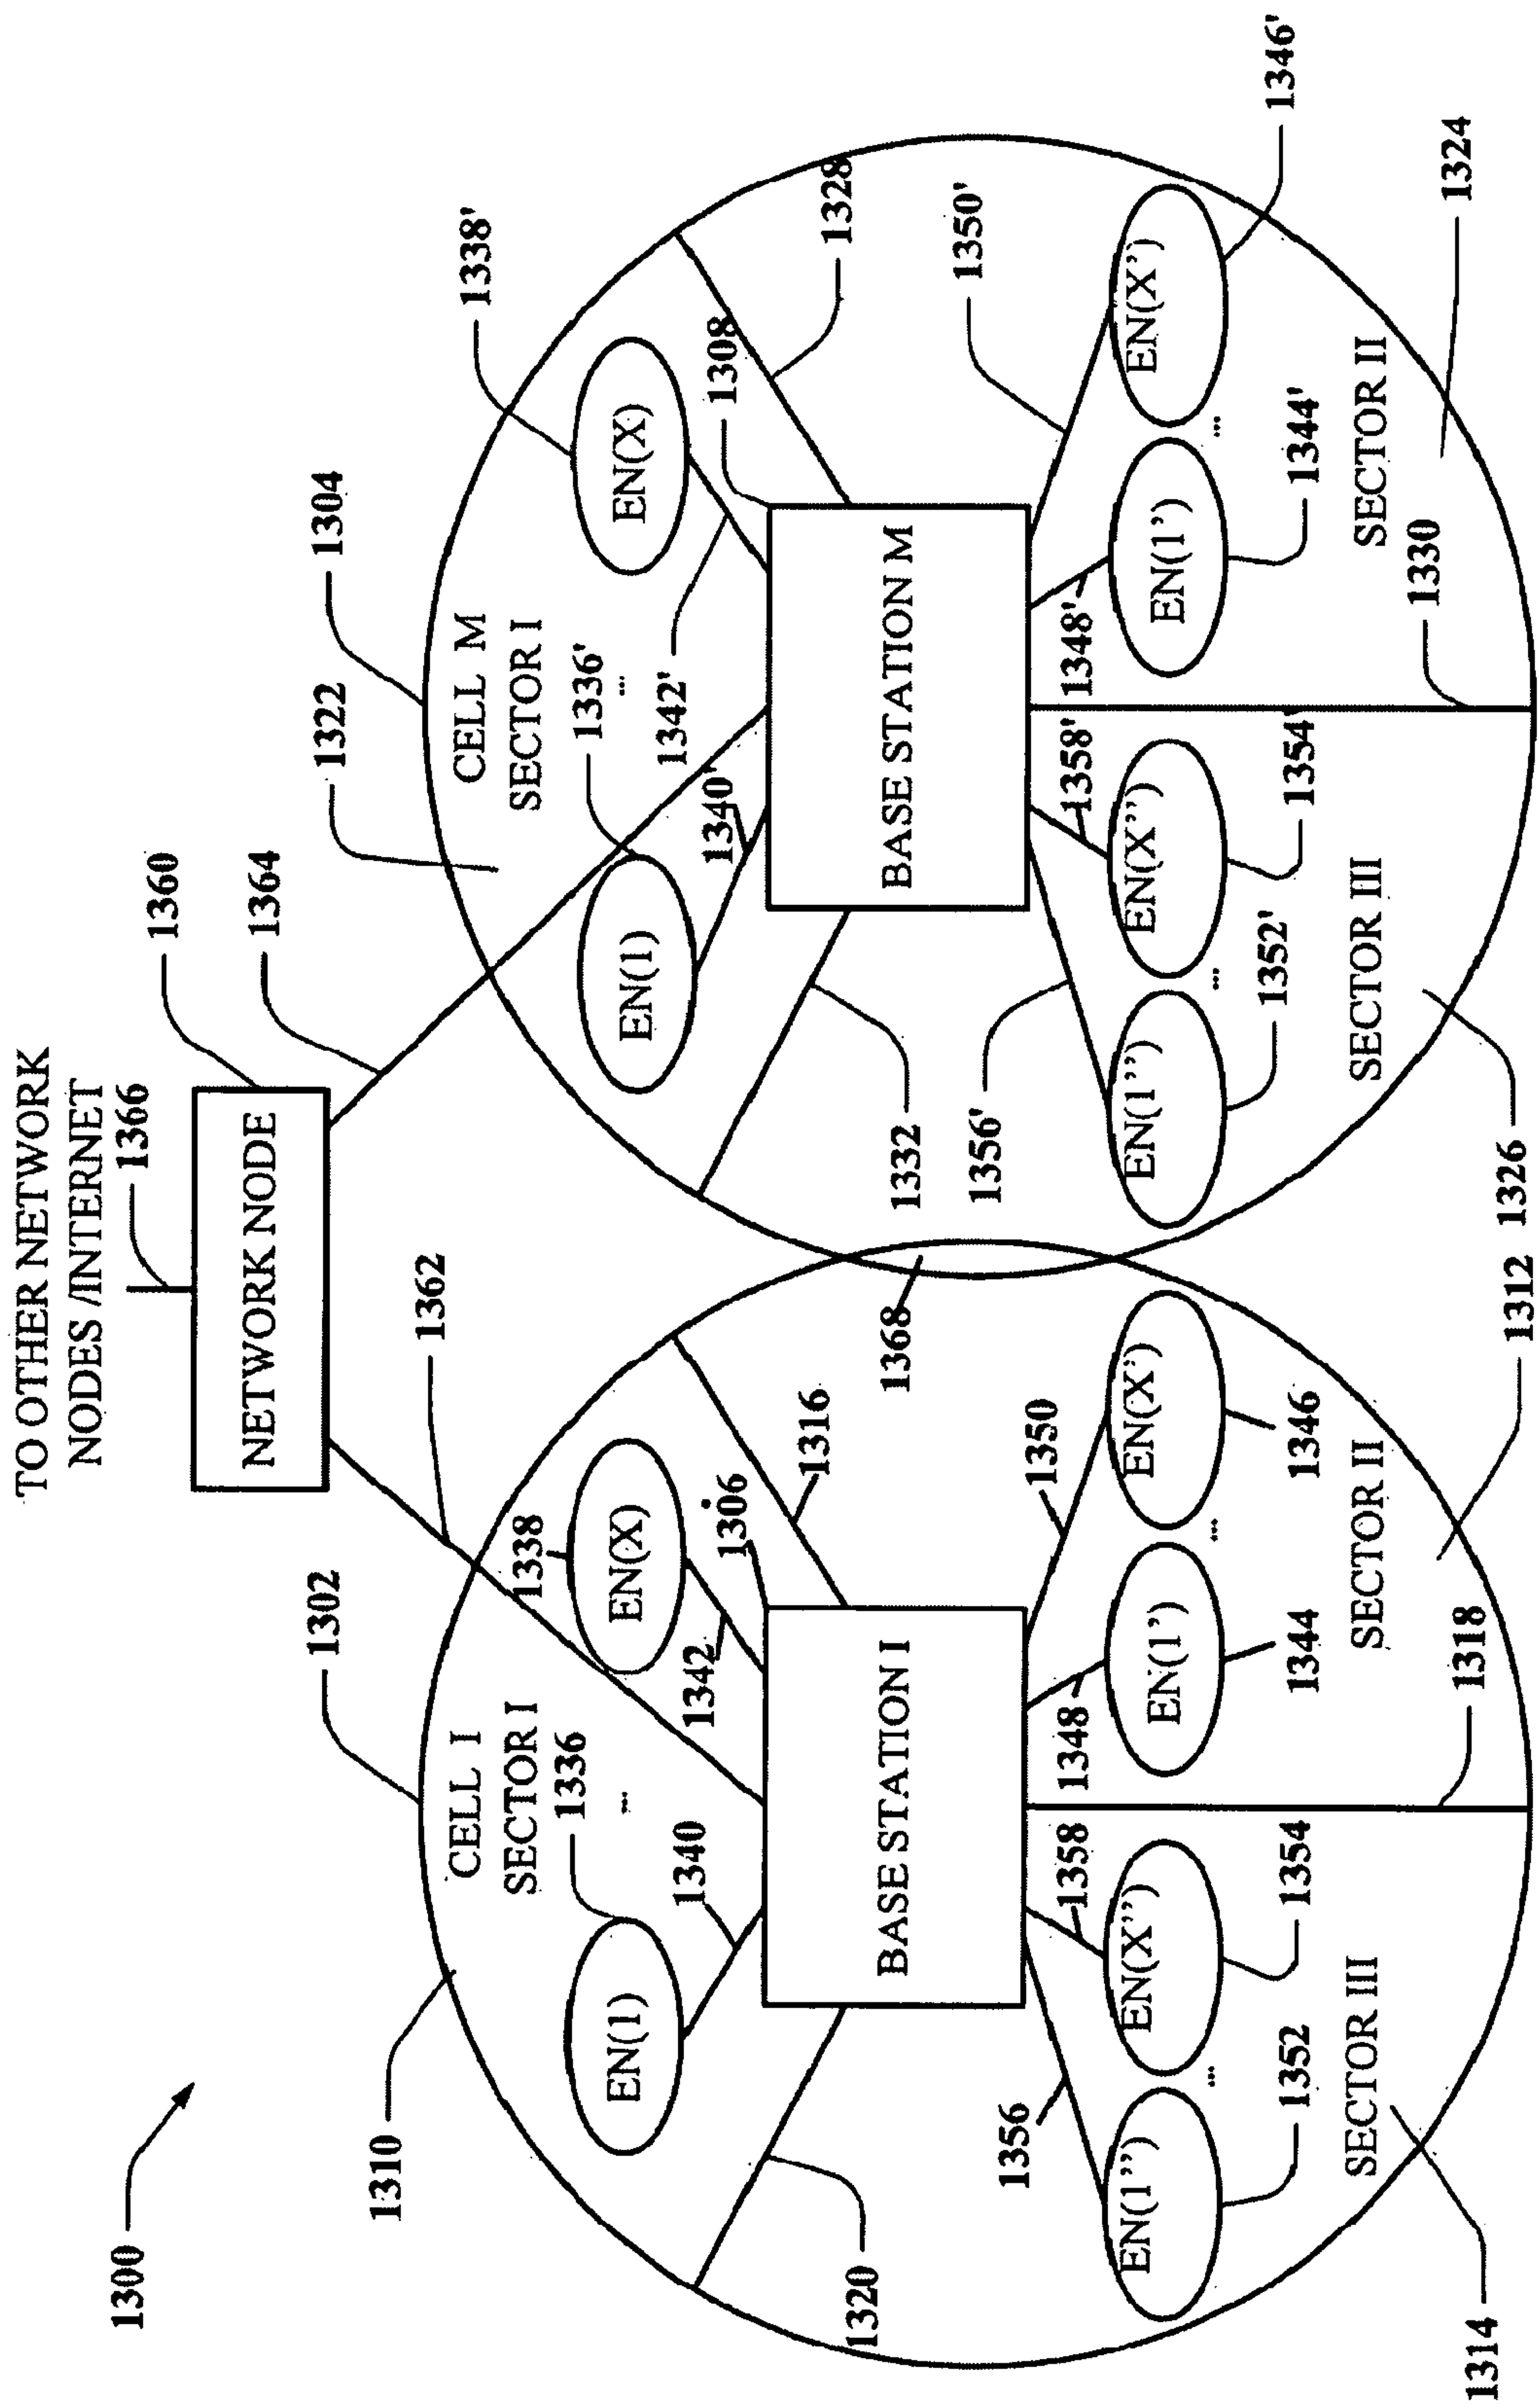 TO OTHER NETWORK
NODES /INTERNET
1366
1360
NETWORK NODE
1364
1362
1300
1302
1304
1310
1322
CELL I
SECTOR I
1336
...
1338
EN(1)
EN(X)
1340
1342
1306
1316
1320
BASE STATION I
1356
1358
1348
1350
EN(1'')
...
EN(X'')
EN(1')
...
EN(X')
1352
1354
1344
1346
SECTOR III
SECTOR II
1318
1314
1312
1368
CELL M
SECTOR I
1336'
...
1338'
EN(1)
EN(X)
1340'
1342'
1308
1328
1332
BASE STATION M
1356'
1358'
1348'
1350'
EN(1'')
...
EN(X'')
EN(1')
...
EN(X')
1352'
1354'
1344'
1346'
SECTOR III
SECTOR II
1330
1326
1324